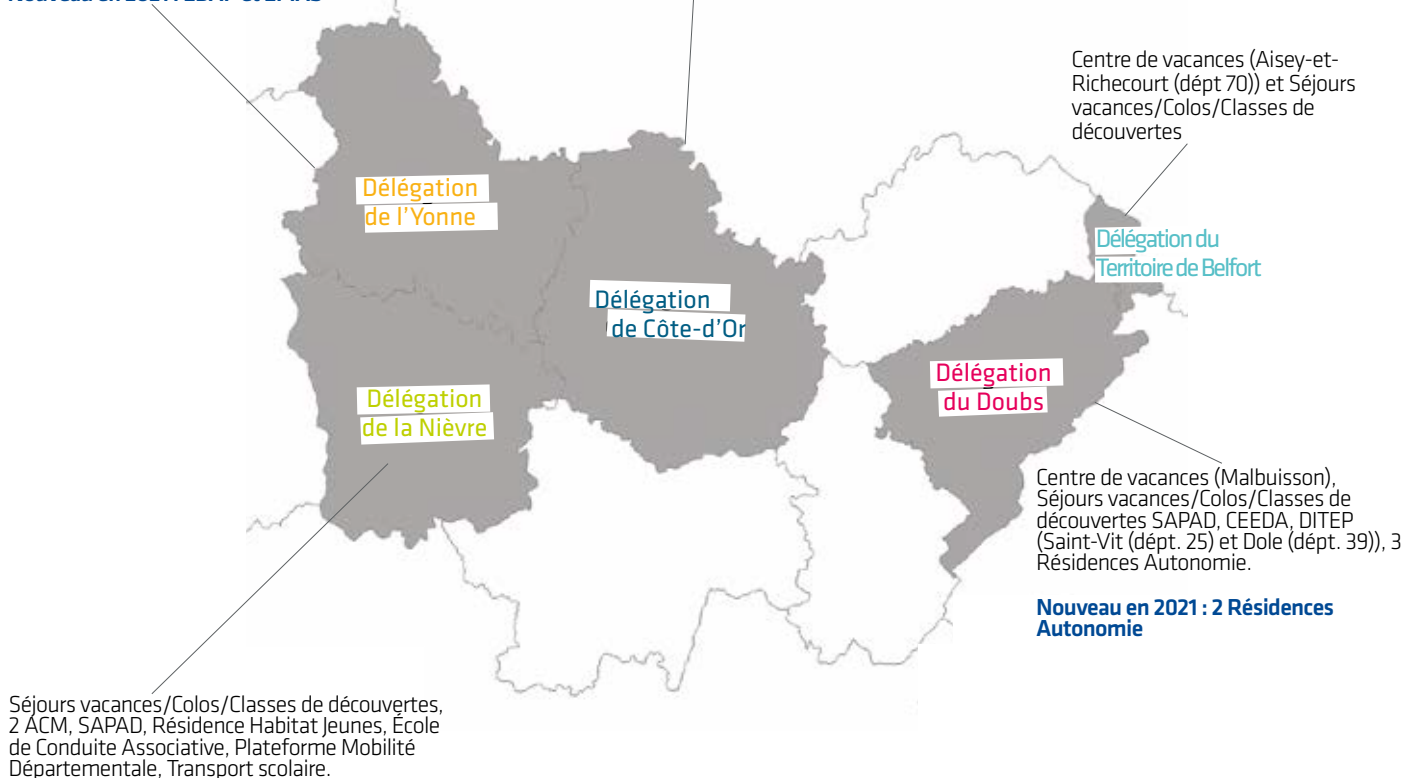 Nouveau en 2021
Centre de vacances (Aisey-et-
Richecourt (dépt 70)) et Séjours
vacances/Colos/Classes de
découvertes
Délégation
de l'Yonne
Délégation du
Territoire de Belfort
Délégation
de Côte-d'Or
Délégation
du Doubs
Délégation
de la Nièvre
Centre de vacances (Malbuisson),
Séjours vacances/Colos/Classes de
découvertes SAPAD, CEEDA, DITEP
(Saint-Vit (dépt. 25) et Dole (dépt. 39)), 3
Résidences Autonomie.
Nouveau en 2021 : 2 Résidences
Autonomie
Séjours vacances/Colos/Classes de découvertes,
2 ACM, SAPAD, Résidence Habitat Jeunes, École
de Conduite Associative, Plateforme Mobilité
Départementale, Transport scolaire.